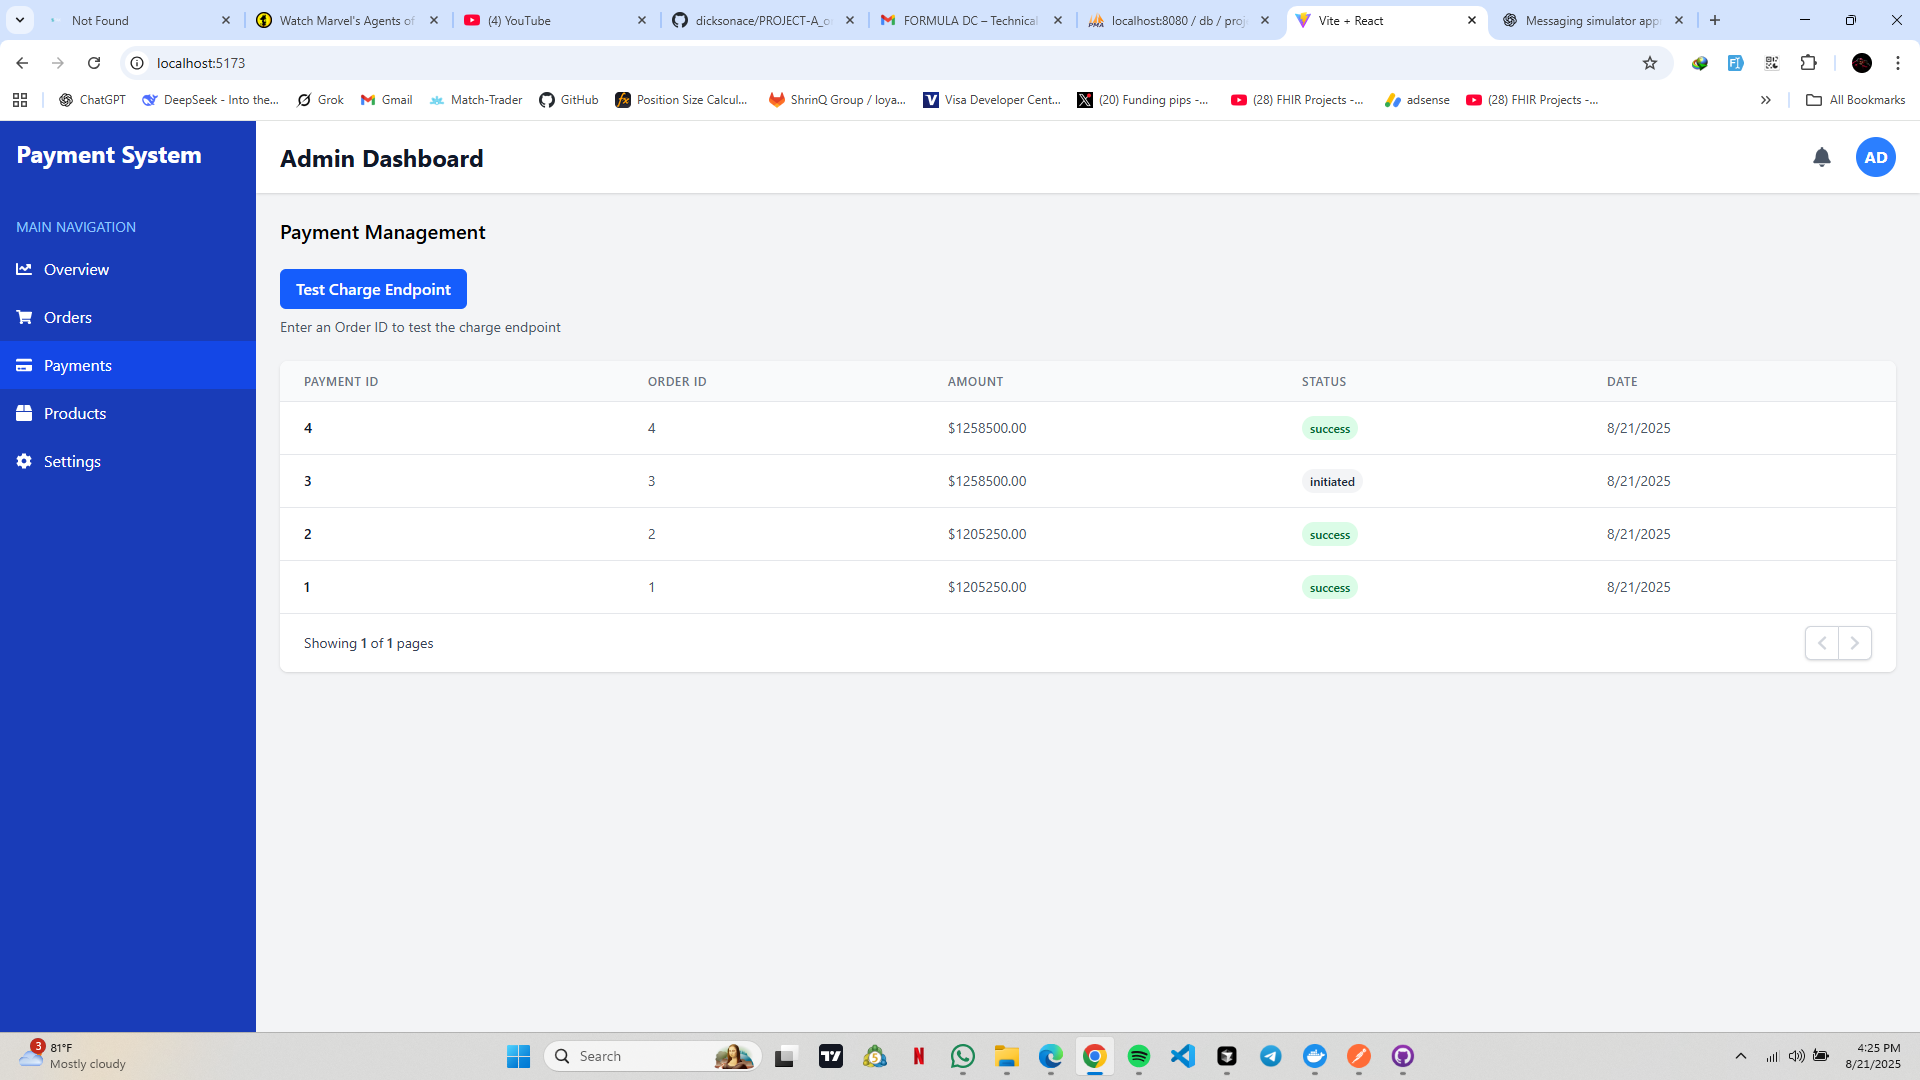 Not Found
Watch Marvel's Agents of
(4) YouTube
dicksonace/PROJECT-A_o
FORMULA DC – Technical
localhost:8080 / db / proj
Vite + React
Messaging simulator app
localhost:5173
ChatGPT
DeepSeek - Into the...
Grok
Gmail
Match-Trader
GitHub
Position Size Calcul...
ShrinQ Group / loya...
Visa Developer Cent...
(20) Funding pips -...
(28) FHIR Projects -...
adsense
(28) FHIR Projects -...
All Bookmarks
Payment System
Admin Dashboard
AD
MAIN NAVIGATION
Overview
Orders
Payments
Products
Settings
Payment Management
Test Charge Endpoint
Enter an Order ID to test the charge endpoint
PAYMENT ID ORDER ID AMOUNT STATUS DATE
4 4 $1258500.00 success 8/21/2025
3 3 $1258500.00 initiated 8/21/2025
2 2 $1205250.00 success 8/21/2025
1 1 $1205250.00 success 8/21/2025
Showing 1 of 1 pages
3
81°F
Mostly cloudy
Search
4:25 PM
8/21/2025